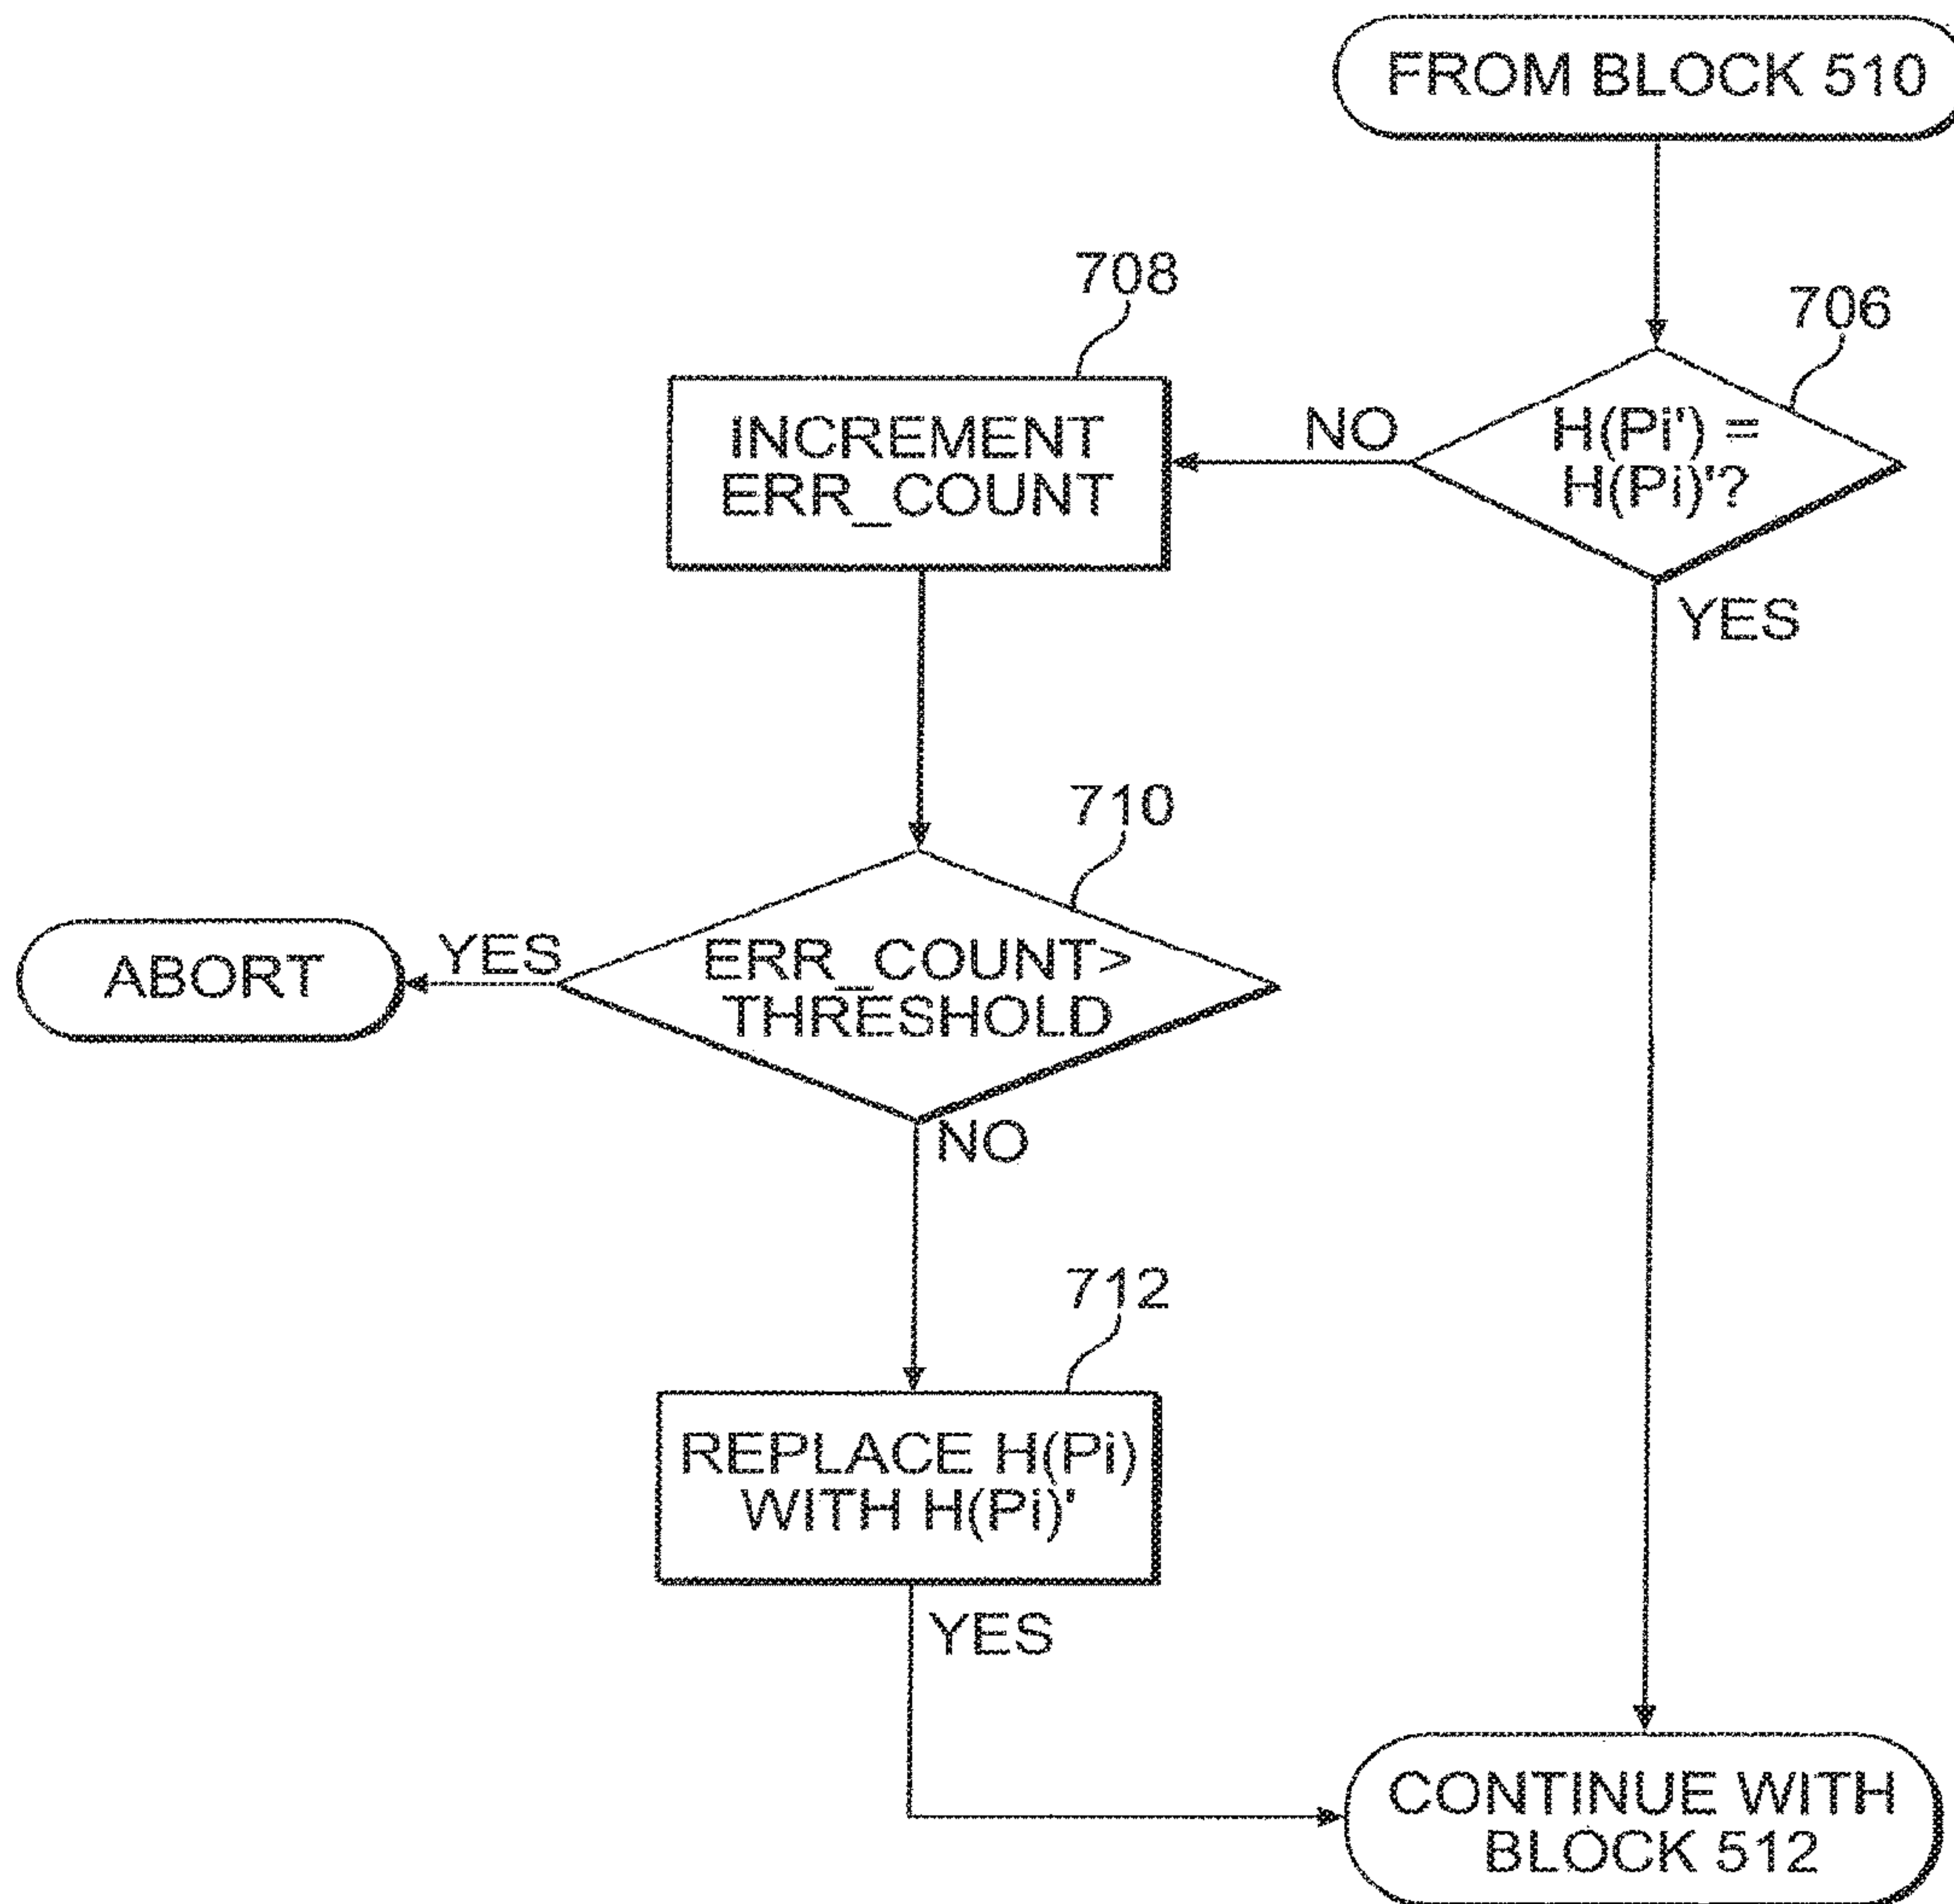 FROM BLOCK 510
708
706
INCREMENT
ERR_COUNT
NO
H(Pi') =
H(Pi)'?
YES
710
ABORT
YES
ERR_COUNT>
THRESHOLD
NO
712
REPLACE H(Pi)
WITH H(Pi)'
YES
CONTINUE WITH
BLOCK 512